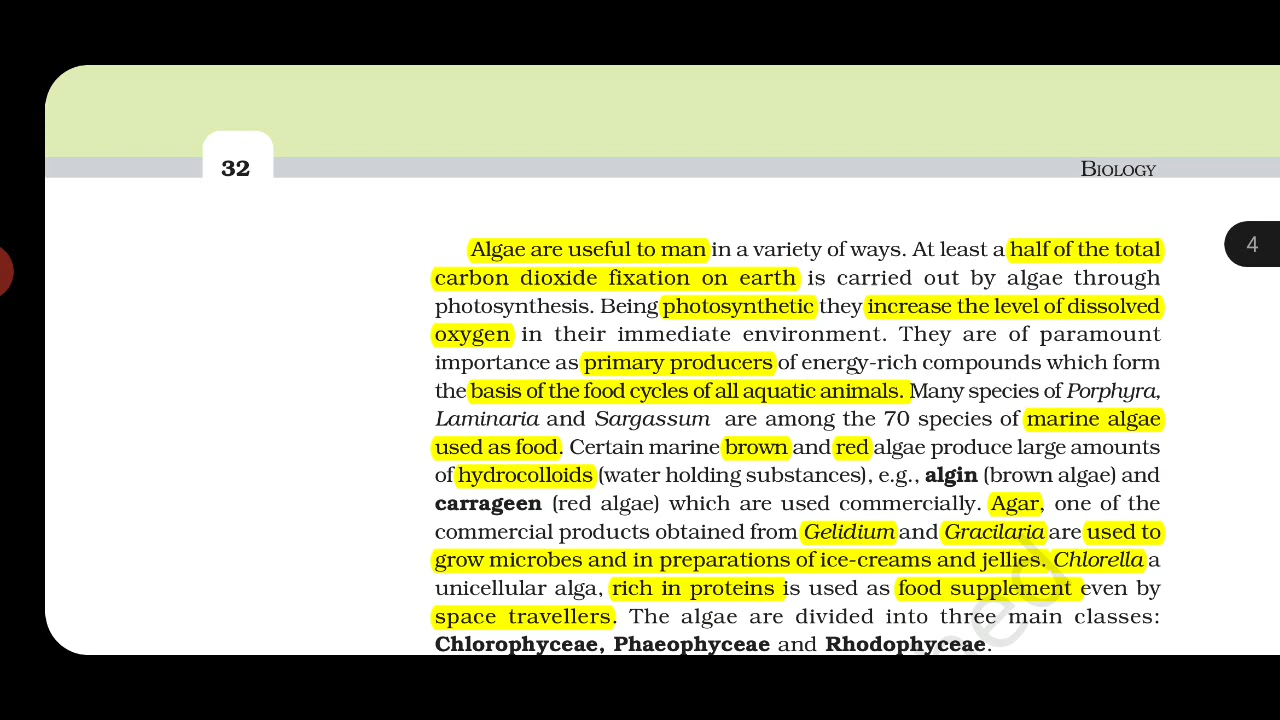 32
BIOLOGY
4
Algae are useful to man in a variety of ways. At least a half of the total
carbon dioxide fixation on earth is carried out by algae through
photosynthesis. Being photosynthetic they increase the level of dissolved
oxygen in their immediate environment. They are of paramount
importance as primary producers of energy-rich compounds which form
the basis of the food cycles of all aquatic animals. Many species of Porphyra,
Laminaria and Sargassum are among the 70 species of marine algae
used as food. Certain marine brown and red algae produce large amounts
of hydrocolloids (water holding substances), e.g., algin (brown algae) and
carrageen (red algae) which are used commercially. Agar, one of the
commercial products obtained from Gelidium and Gracilaria are used to
grow microbes and in preparations of ice-creams and jellies. Chlorella a
unicellular alga, rich in proteins is used as food supplement even by
space travellers. The algae are divided into three main classes:
Chlorophyceae, Phaeophyceae and Rhodophyceae.